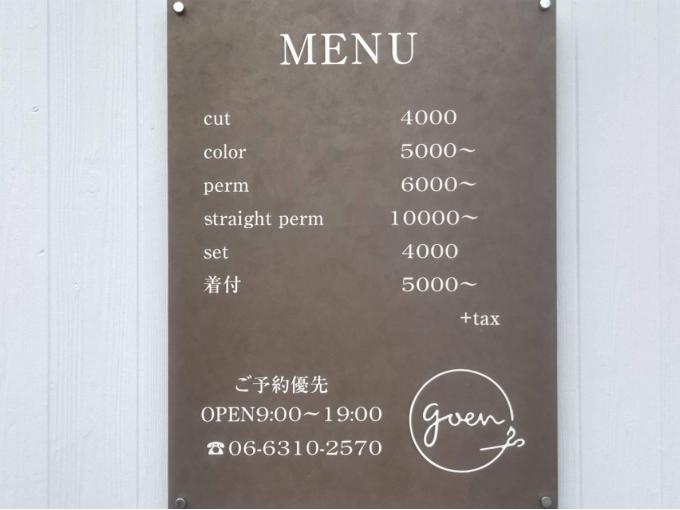 MENU
cut 4000
color 5000～
perm 6000～
straight perm 10000～
set 4000
着付 5000～
+tax
ご予約優先
OPEN9:00～19:00
☎06-6310-2570
goen